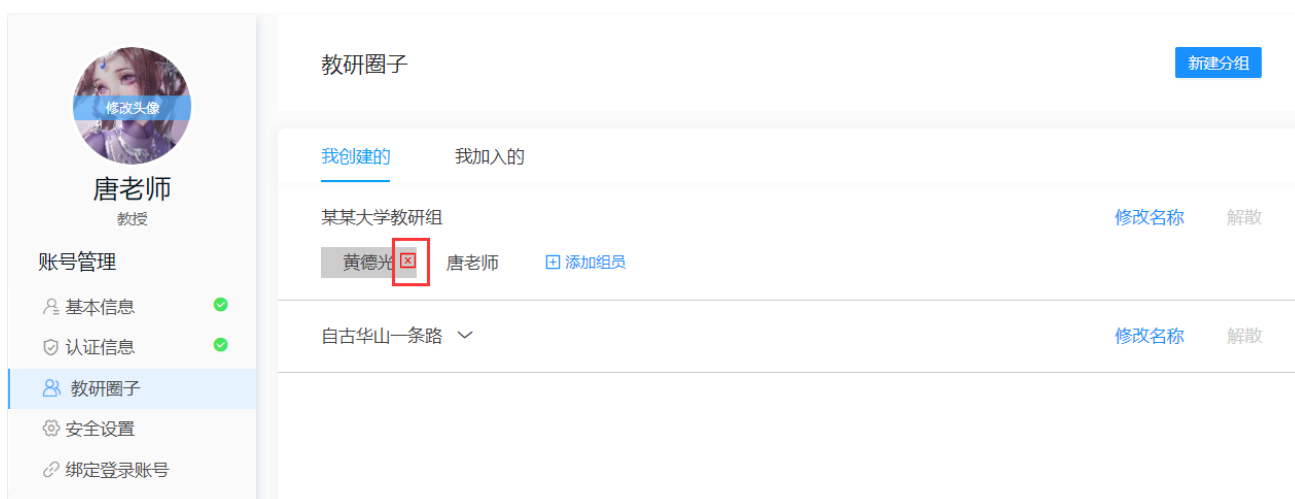 修改头像
唐老师
教授
账号管理
基本信息
认证信息
教研圈子
安全设置
绑定登录账号
教研圈子
新建分组
我创建的 我加入的
某某大学教研组 修改名称 解散
黄德光 唐老师 添加组员
自古华山一条路 修改名称 解散